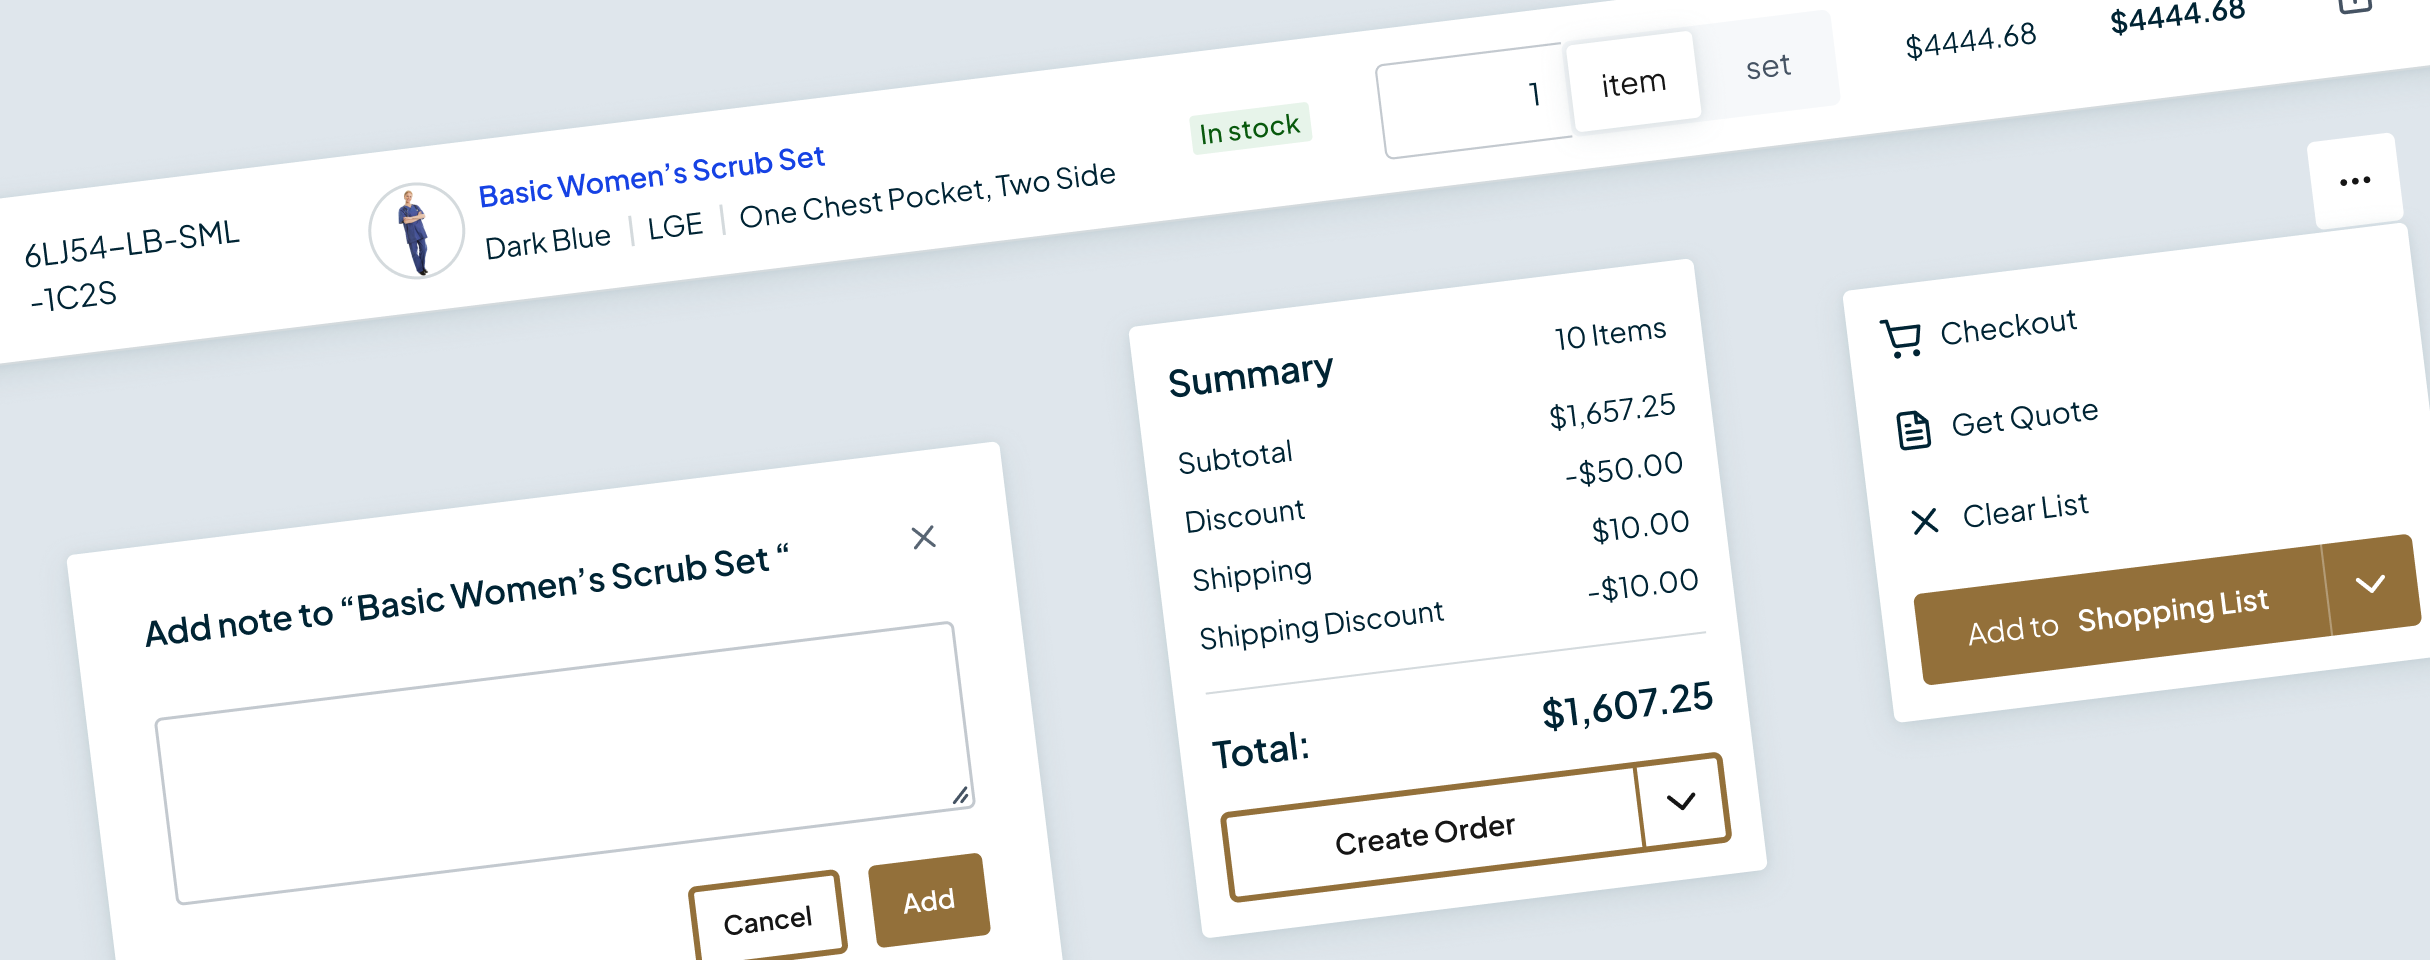 6LJ54–LB-SML
-1C2S
Basic Women’s Scrub Set
Dark Blue | LGE | One Chest Pocket, Two Side
In stock
1
item
set
$4444.68
$4444.68
Add note to “Basic Women’s Scrub Set “
Cancel
Add
Summary
10 Items
Subtotal
$1,657.25
Discount
-$50.00
Shipping
$10.00
Shipping Discount
-$10.00
Total:
$1,607.25
Create Order
Checkout
Get Quote
Clear List
Add to Shopping List